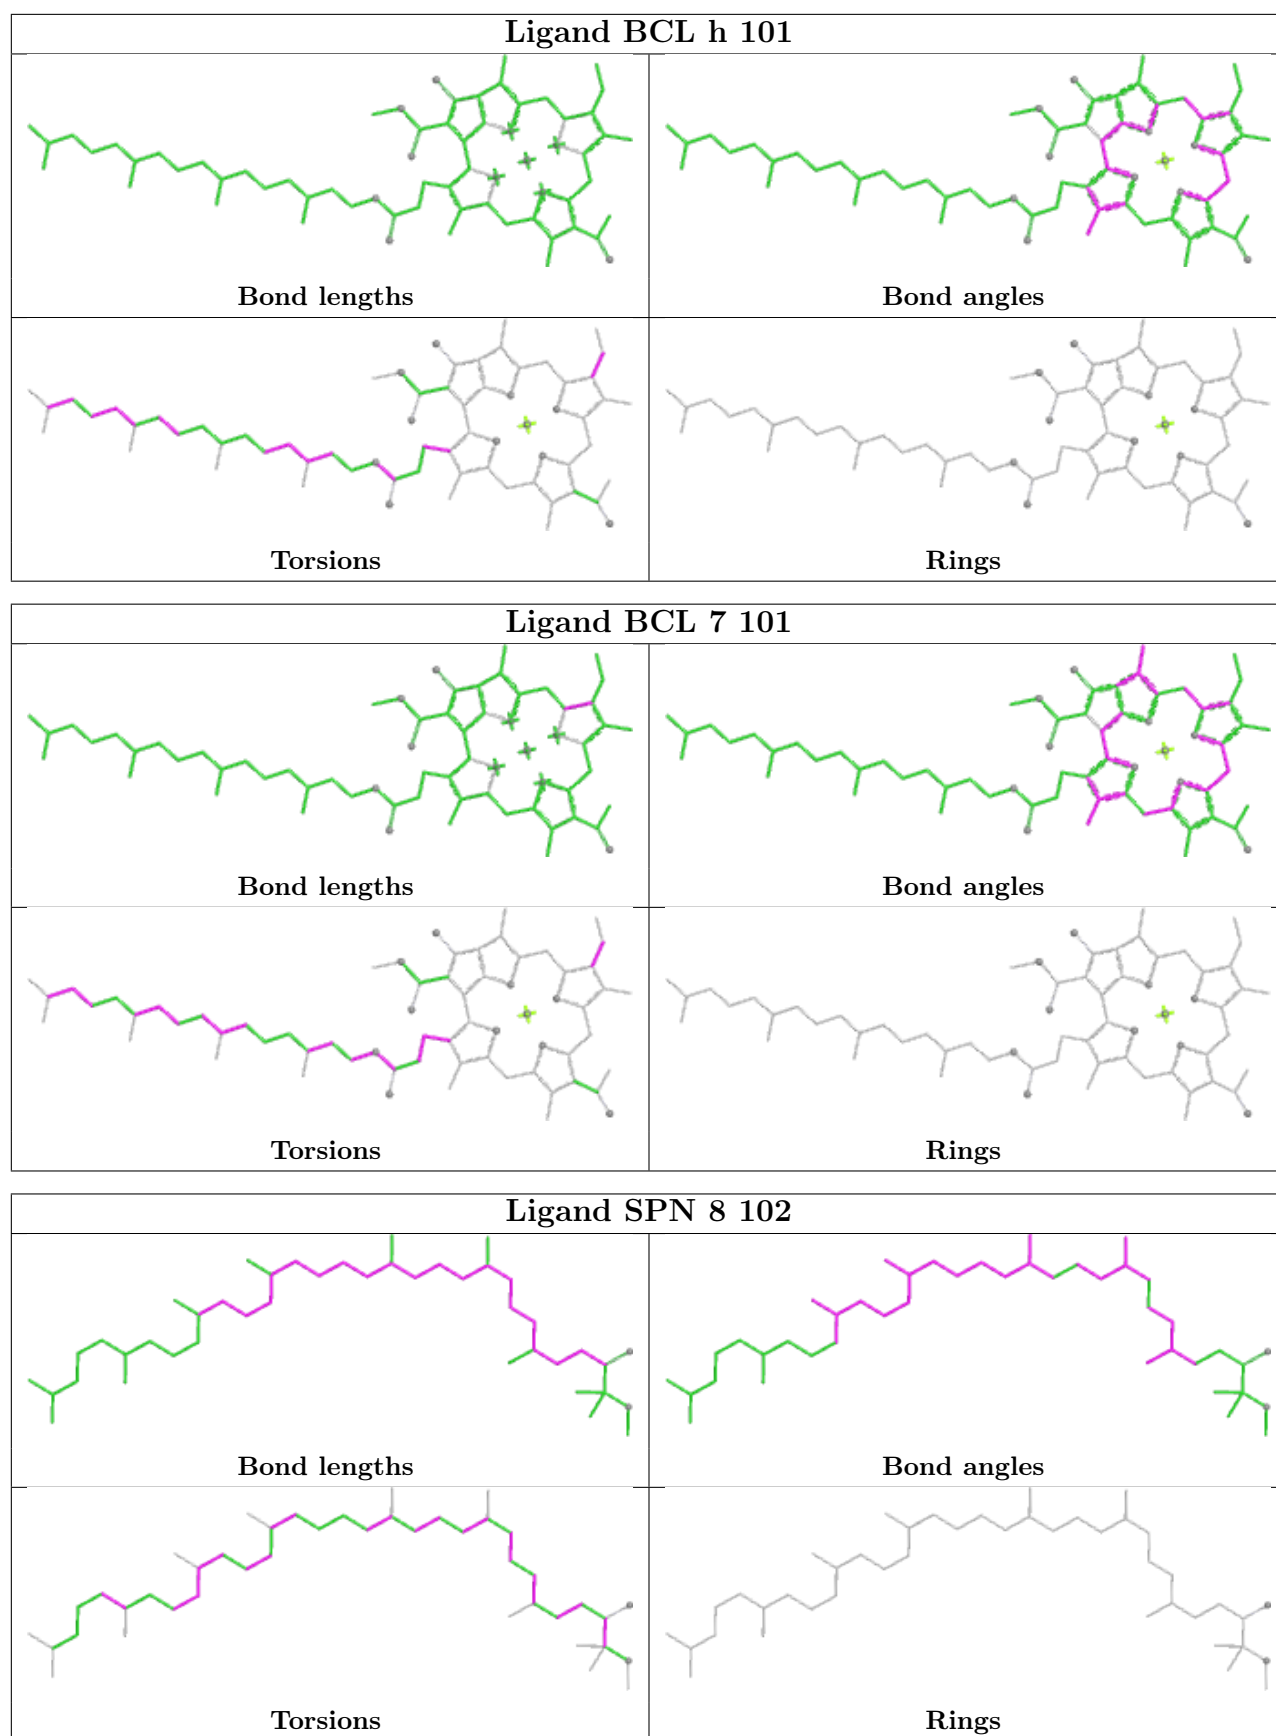 Ligand BCL h 101
Bond lengths
Bond angles
Torsions
Rings
Ligand BCL 7 101
Bond lengths
Bond angles
Torsions
Rings
Ligand SPN 8 102
Bond lengths
Bond angles
Torsions
Rings